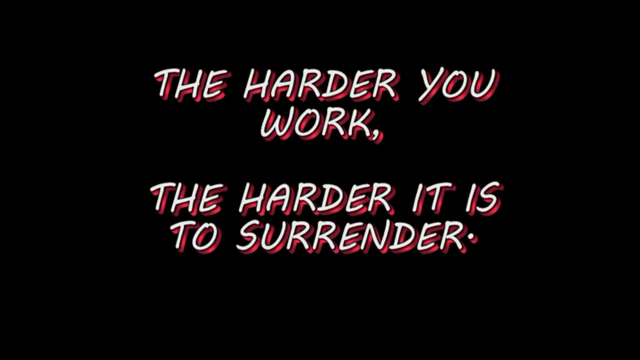 THE HARDER YOU
WORK,
THE HARDER IT IS
TO SURRENDER.